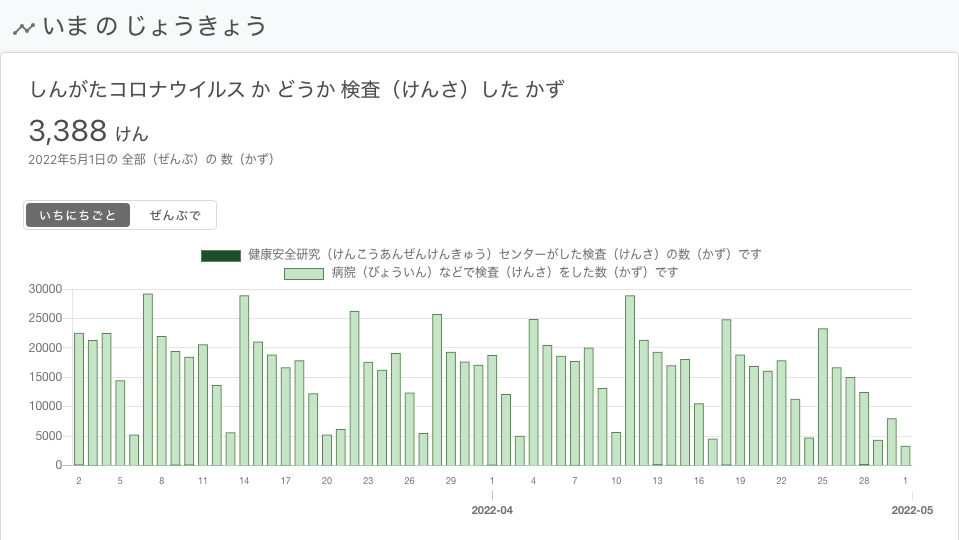 いま の じょうきょう
しんがたコロナウイルス か どうか 検査（けんさ）した かず
3,388 けん
2022年5月1日の 全部（ぜんぶ）の 数（かず）
いちにちごと ぜんぶで
健康安全研究（けんこうあんぜんけんきゅう）センターがした検査（けんさ）の数（かず）です
病院（びょういん）などで検査（けんさ）をした数（かず）です
30000
25000
20000
15000
10000
5000
0
2 5 8 11 14 17 20 23 26 29 1 4 7 10 13 16 19 22 25 28 1
2022-04 2022-05